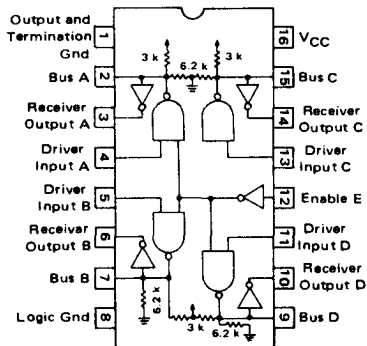 Output and
Termination
Gnd
1
16
VCC
3 k
3 k
6.2 k
Bus A
2
15
Bus C
Receiver
Output A
3
14
Receiver
Output C
Driver
Input A
4
13
Driver
Input C
Driver
Input B
5
12
Enable E
Receiver
Output B
6
11
Driver
Input D
Bus B
7
10
Receiver
Output D
6.2 k
3 k
6.2 k
Logic Gnd
8
9
Bus D